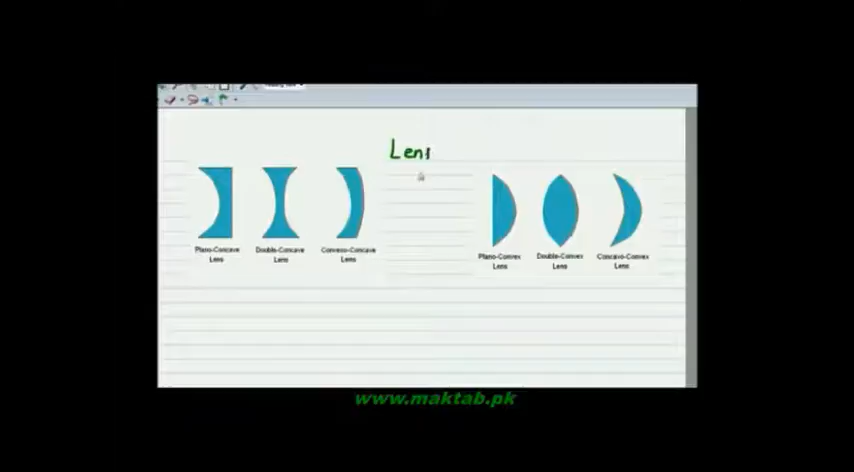 Lens
Plano-Concave
Lens
Double-Concave
Lens
Convexo-Concave
Lens
Plano-Convex
Lens
Double-Convex
Lens
Concavo-Convex
Lens
www.maktab.pk